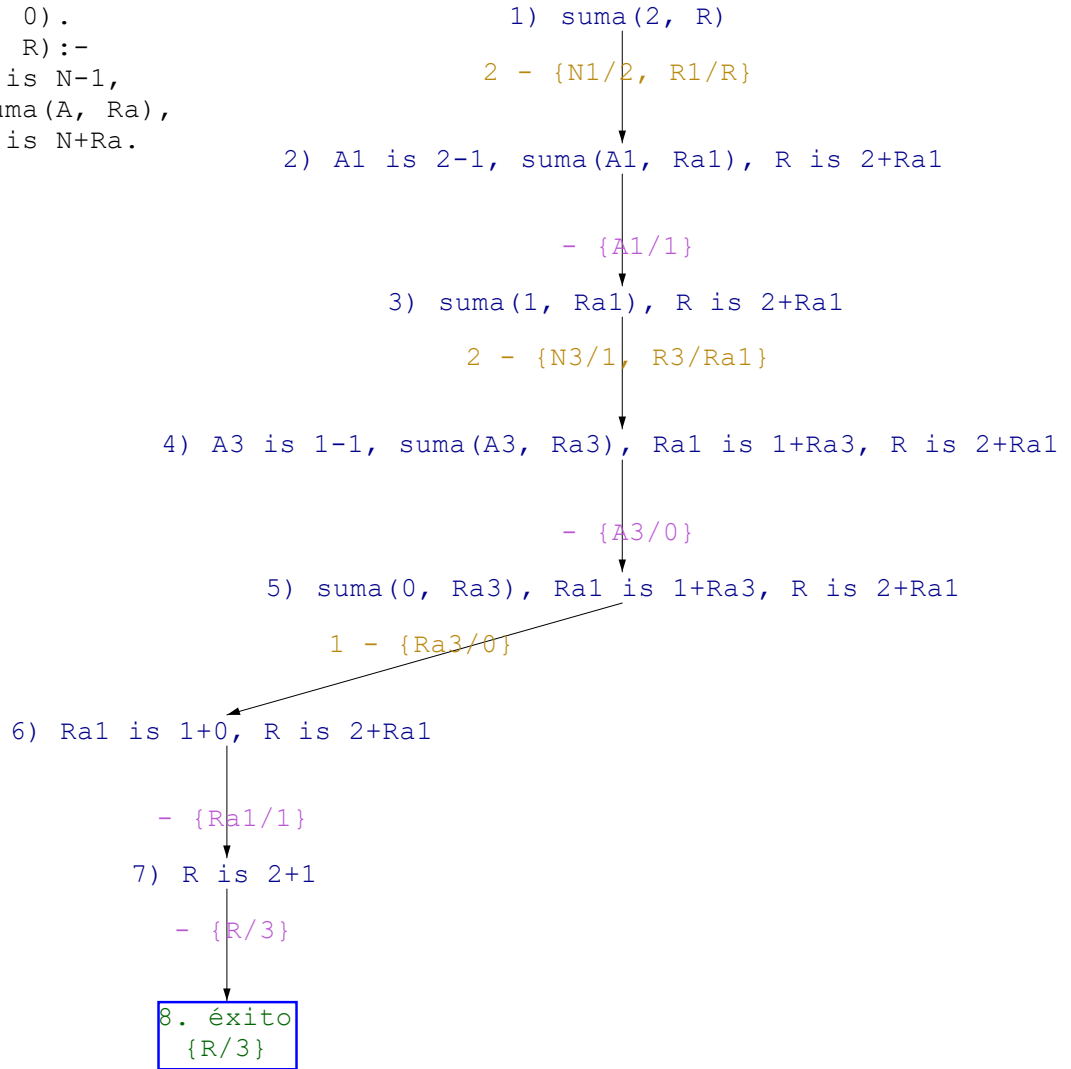 0).
R):-
is N-1,
uma(A, Ra),
is N+Ra.
1) suma(2, R)
2 - {N1/2, R1/R}
2) A1 is 2-1, suma(A1, Ra1), R is 2+Ra1
- {A1/1}
3) suma(1, Ra1), R is 2+Ra1
2 - {N3/1, R3/Ra1}
4) A3 is 1-1, suma(A3, Ra3), Ra1 is 1+Ra3, R is 2+Ra1
- {A3/0}
5) suma(0, Ra3), Ra1 is 1+Ra3, R is 2+Ra1
1 - {Ra3/0}
6) Ra1 is 1+0, R is 2+Ra1
- {Ra1/1}
7) R is 2+1
- {R/3}
8. éxito
{R/3}